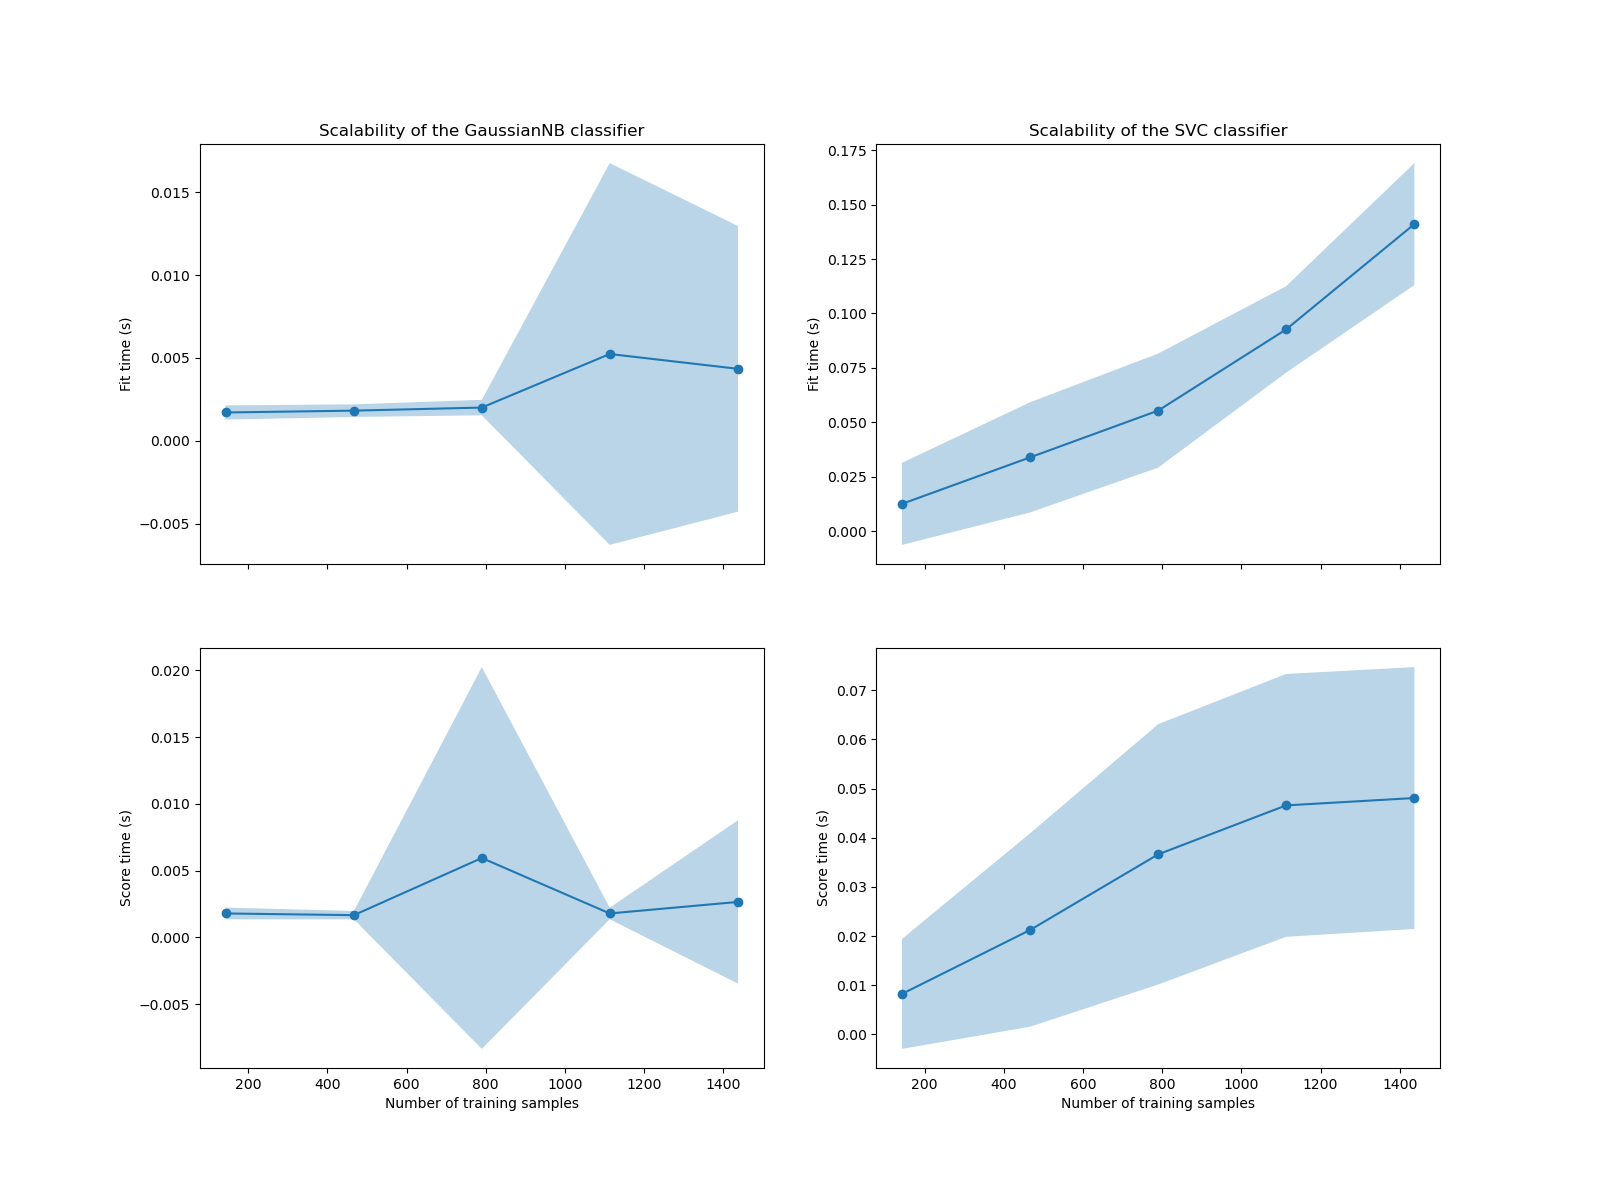 Scalability of the GaussianNB classifier
0.015
0.010
0.005
0.000
−0.005
Fit time (s)
Scalability of the SVC classifier
0.175
0.150
0.125
0.100
0.075
0.050
0.025
0.000
Fit time (s)
0.020
0.015
0.010
0.005
0.000
−0.005
Score time (s)
200 400 600 800 1000 1200 1400
Number of training samples
0.07
0.06
0.05
0.04
0.03
0.02
0.01
0.00
Score time (s)
200 400 600 800 1000 1200 1400
Number of training samples